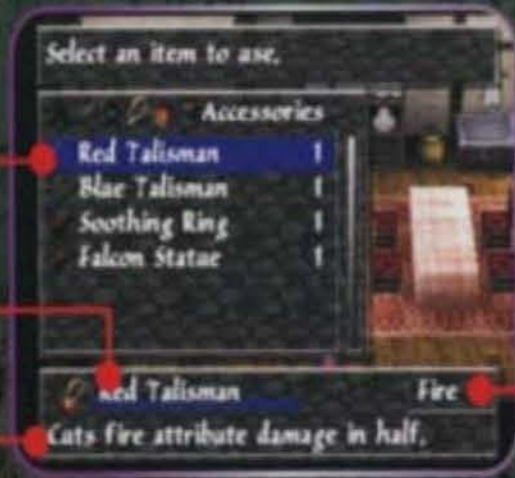 Select an item to use.
Accessories
Red Talisman 1
Blue Talisman 1
Soothing Ring 1
Falcon Statue 1
Red Talisman Fire
Cuts fire attribute damage in half.